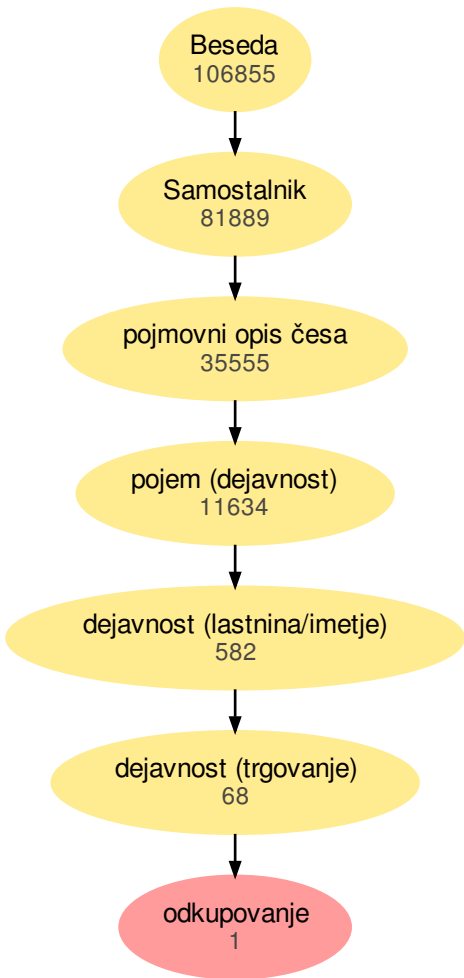 Beseda
106855
Samostalnik
81889
pojmovni opis česa
35555
pojem (dejavnost)
11634
dejavnost (lastnina/imetje)
582
dejavnost (trgovanje)
68
odkupovanje
1